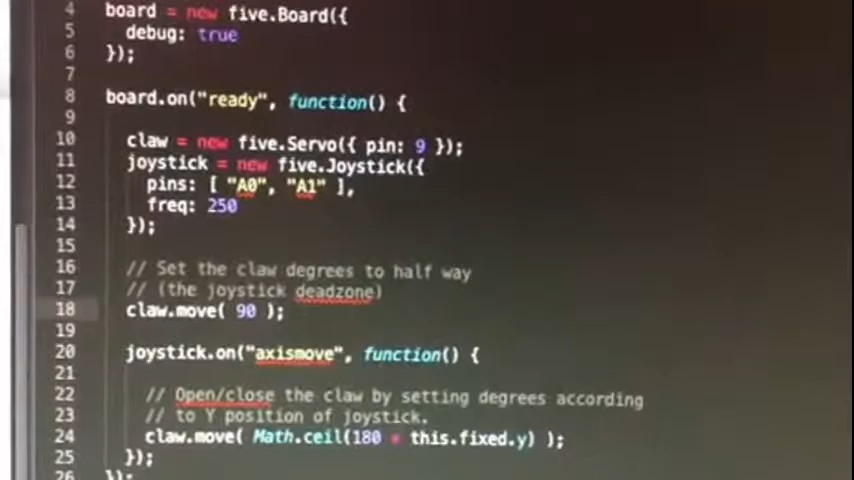 4 board = new five.Board({
5 debug: true
6 });
7
8 board.on("ready", function() {
9
10 claw = new five.Servo({ pin: 9 });
11 joystick = new five.Joystick({
12 pins: [ "A0", "A1" ],
13 freq: 250
14 });
15
16 // Set the claw degrees to half way
17 // (the joystick deadzone)
18 claw.move( 90 );
19
20 joystick.on("axismove", function() {
21
22 // Open/close the claw by setting degrees according
23 // to Y position of joystick.
24 claw.move( Math.ceil(180 * this.fixed.y) );
25 });
26 });